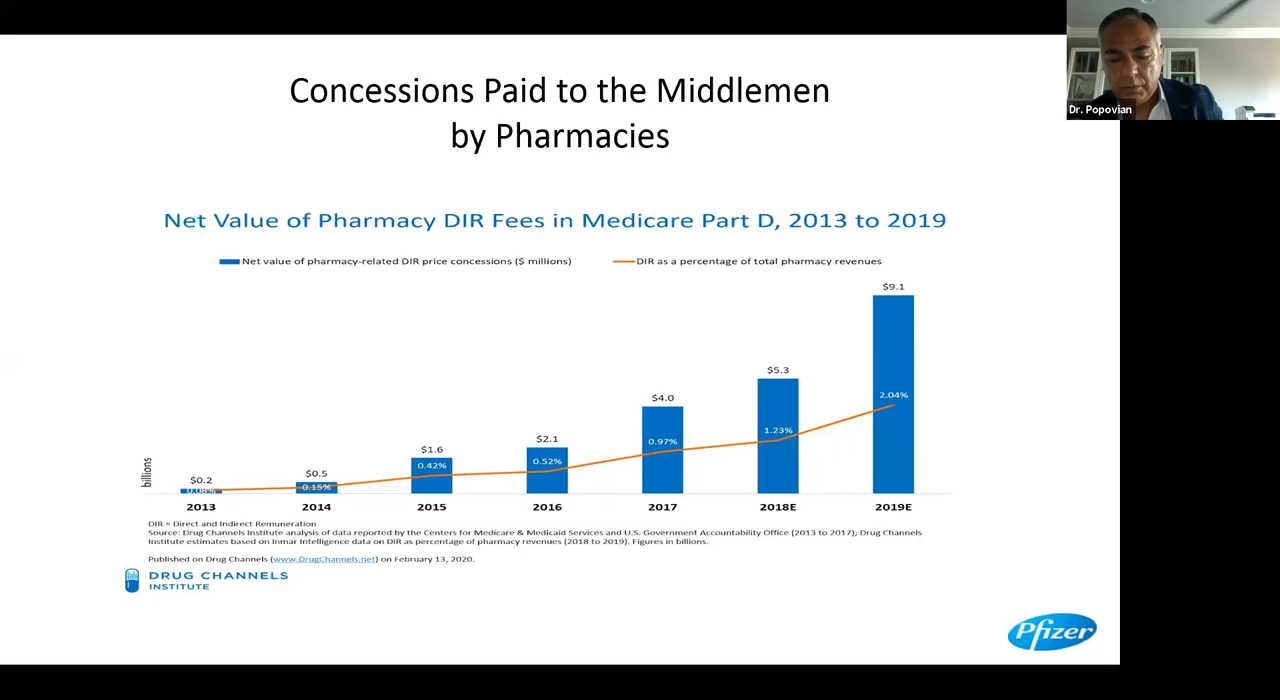 Concessions Paid to the Middlemen
by Pharmacies
Dr. Popovian
Net Value of Pharmacy DIR Fees in Medicare Part D, 2013 to 2019
Net value of pharmacy-related DIR price concessions ($ millions) DIR as a percentage of total pharmacy revenues
$9.1
$5.3
$4.0
2.04%
1.23%
$2.1
$1.6
0.97%
0.52%
0.42%
billions
$0.5
$0.2
0.15%
0.08%
2013 2014 2015 2016 2017 2018E 2019E
DIR = Direct and Indirect Remuneration
Source: Drug Channels Institute analysis of data reported by the Centers for Medicare & Medicaid Services and U.S. Government Accountability Office (2013 to 2017); Drug Channels
Institute estimates based on Inmar Intelligence data on DIR as percentage of pharmacy revenues (2018 to 2019). Figures in billions.
Published on Drug Channels (www.DrugChannels.net) on February 13, 2020.
DRUG CHANNELS
INSTITUTE
Pfizer